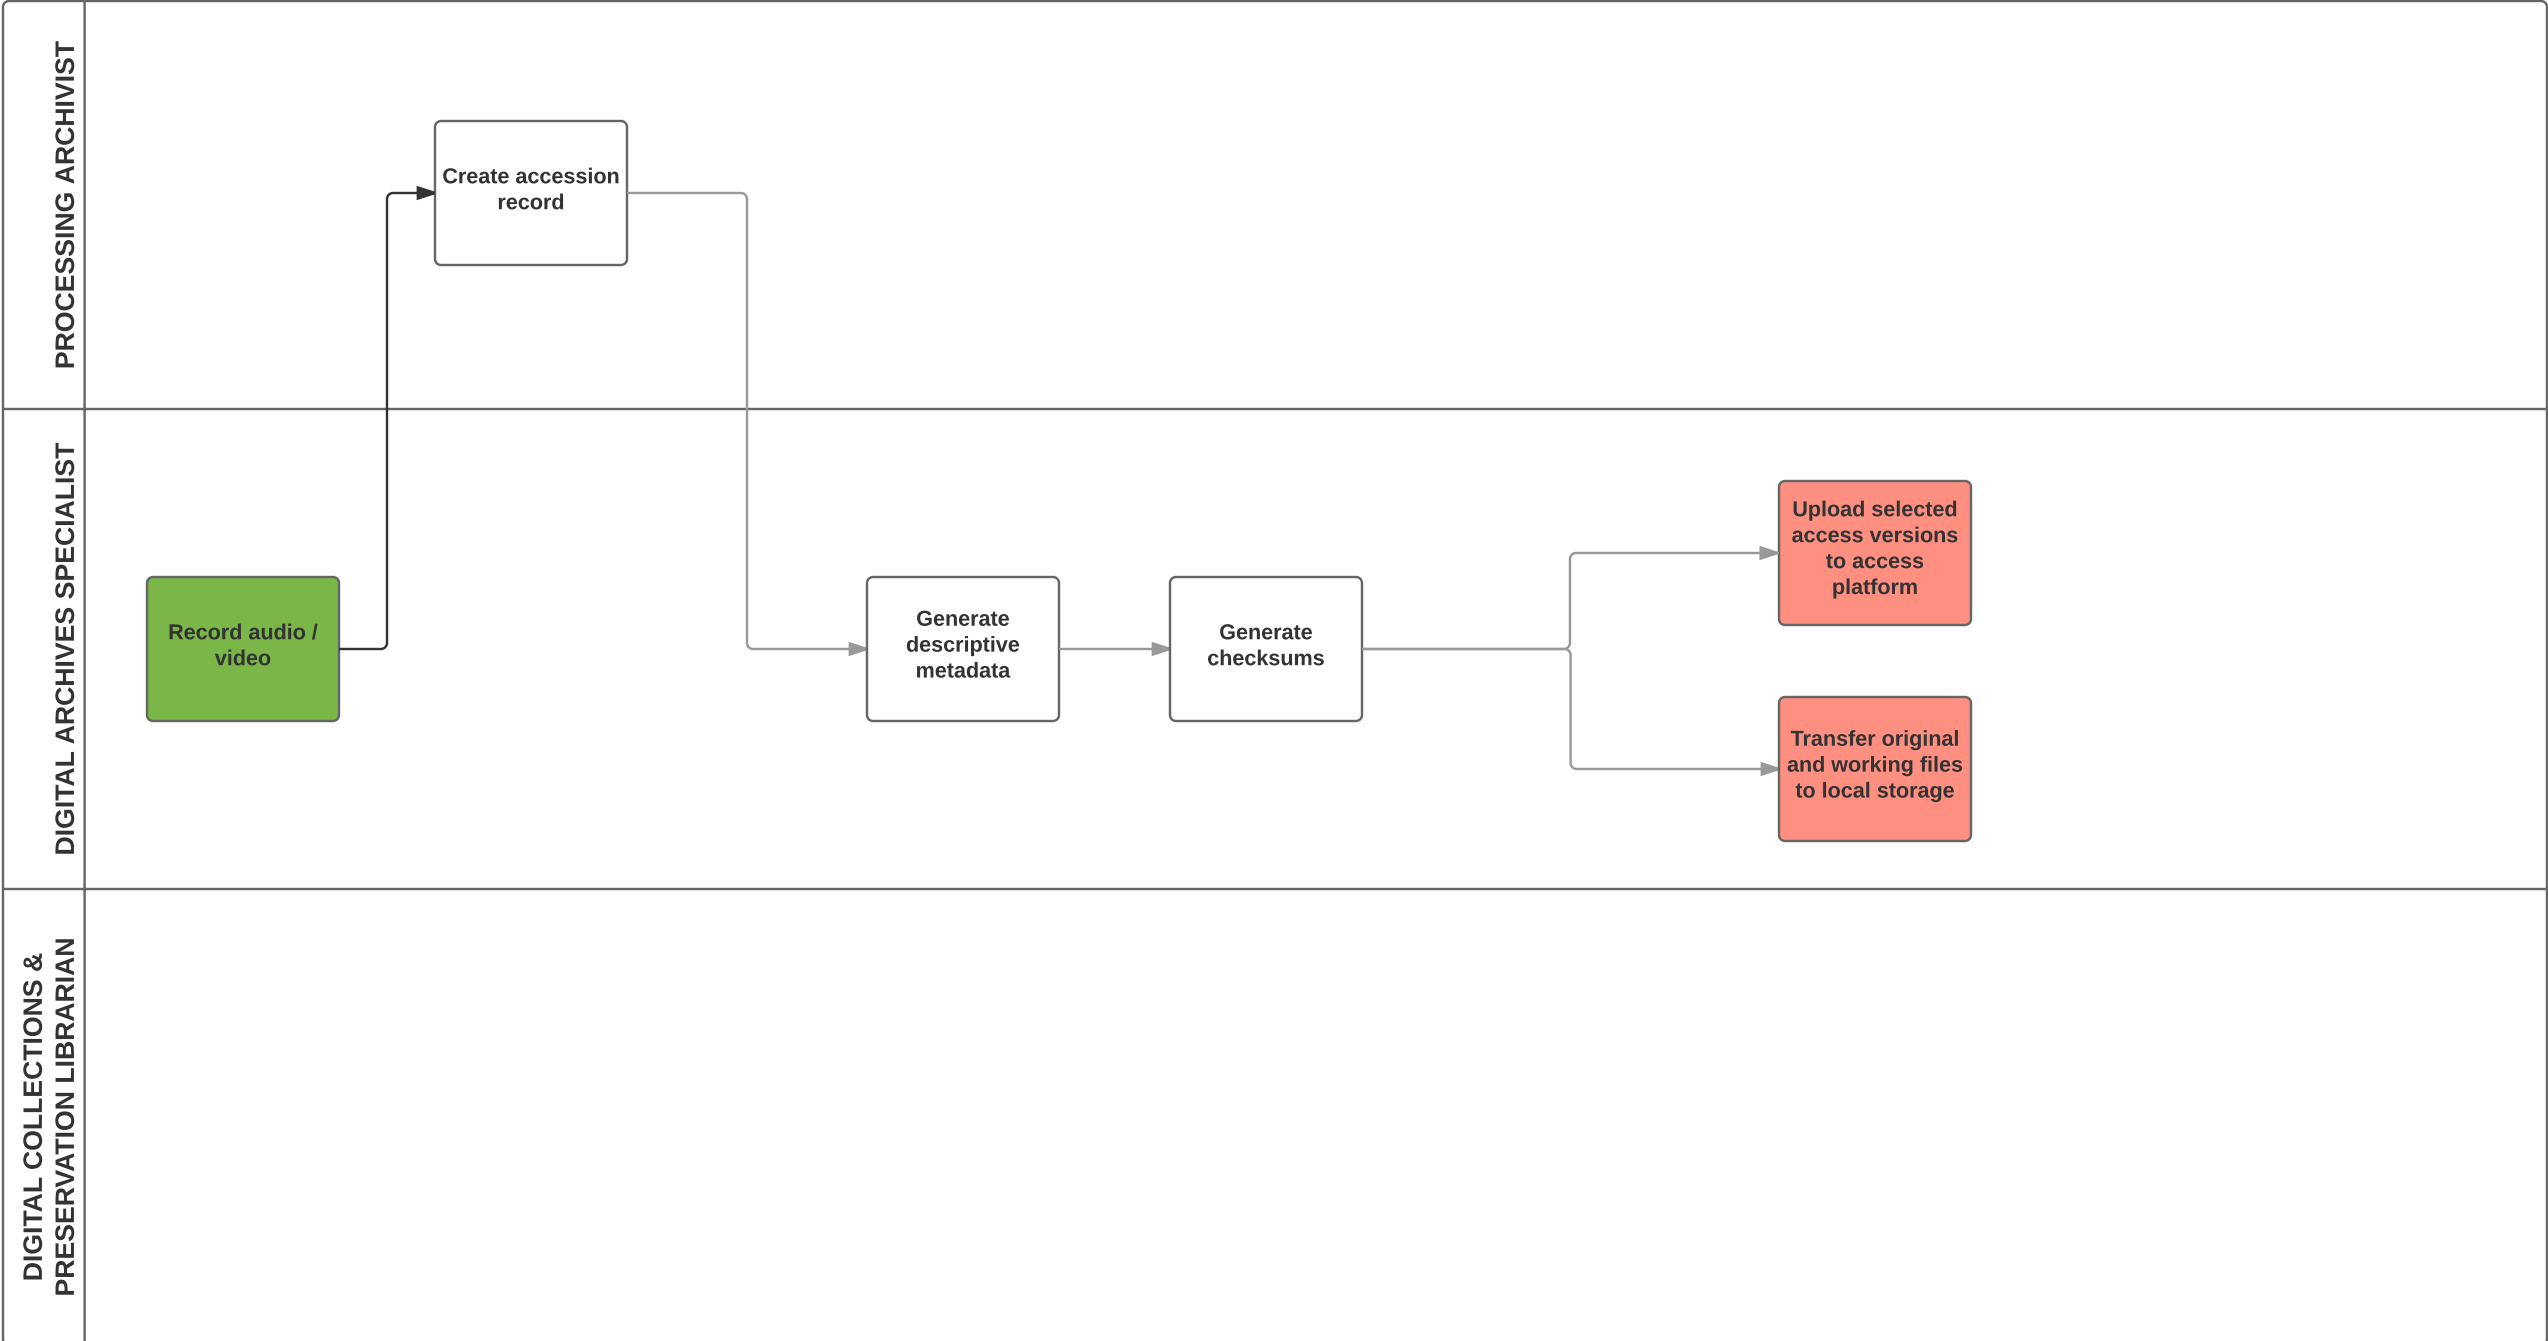 PROCESSING ARCHIVIST
Create accession
record
DIGITAL ARCHIVES SPECIALIST
Record audio /
video
Generate
descriptive
metadata
Generate
checksums
Upload selected
access versions
to access
platform
Transfer original
and working files
to local storage
DIGITAL COLLECTIONS &
PRESERVATION LIBRARIAN